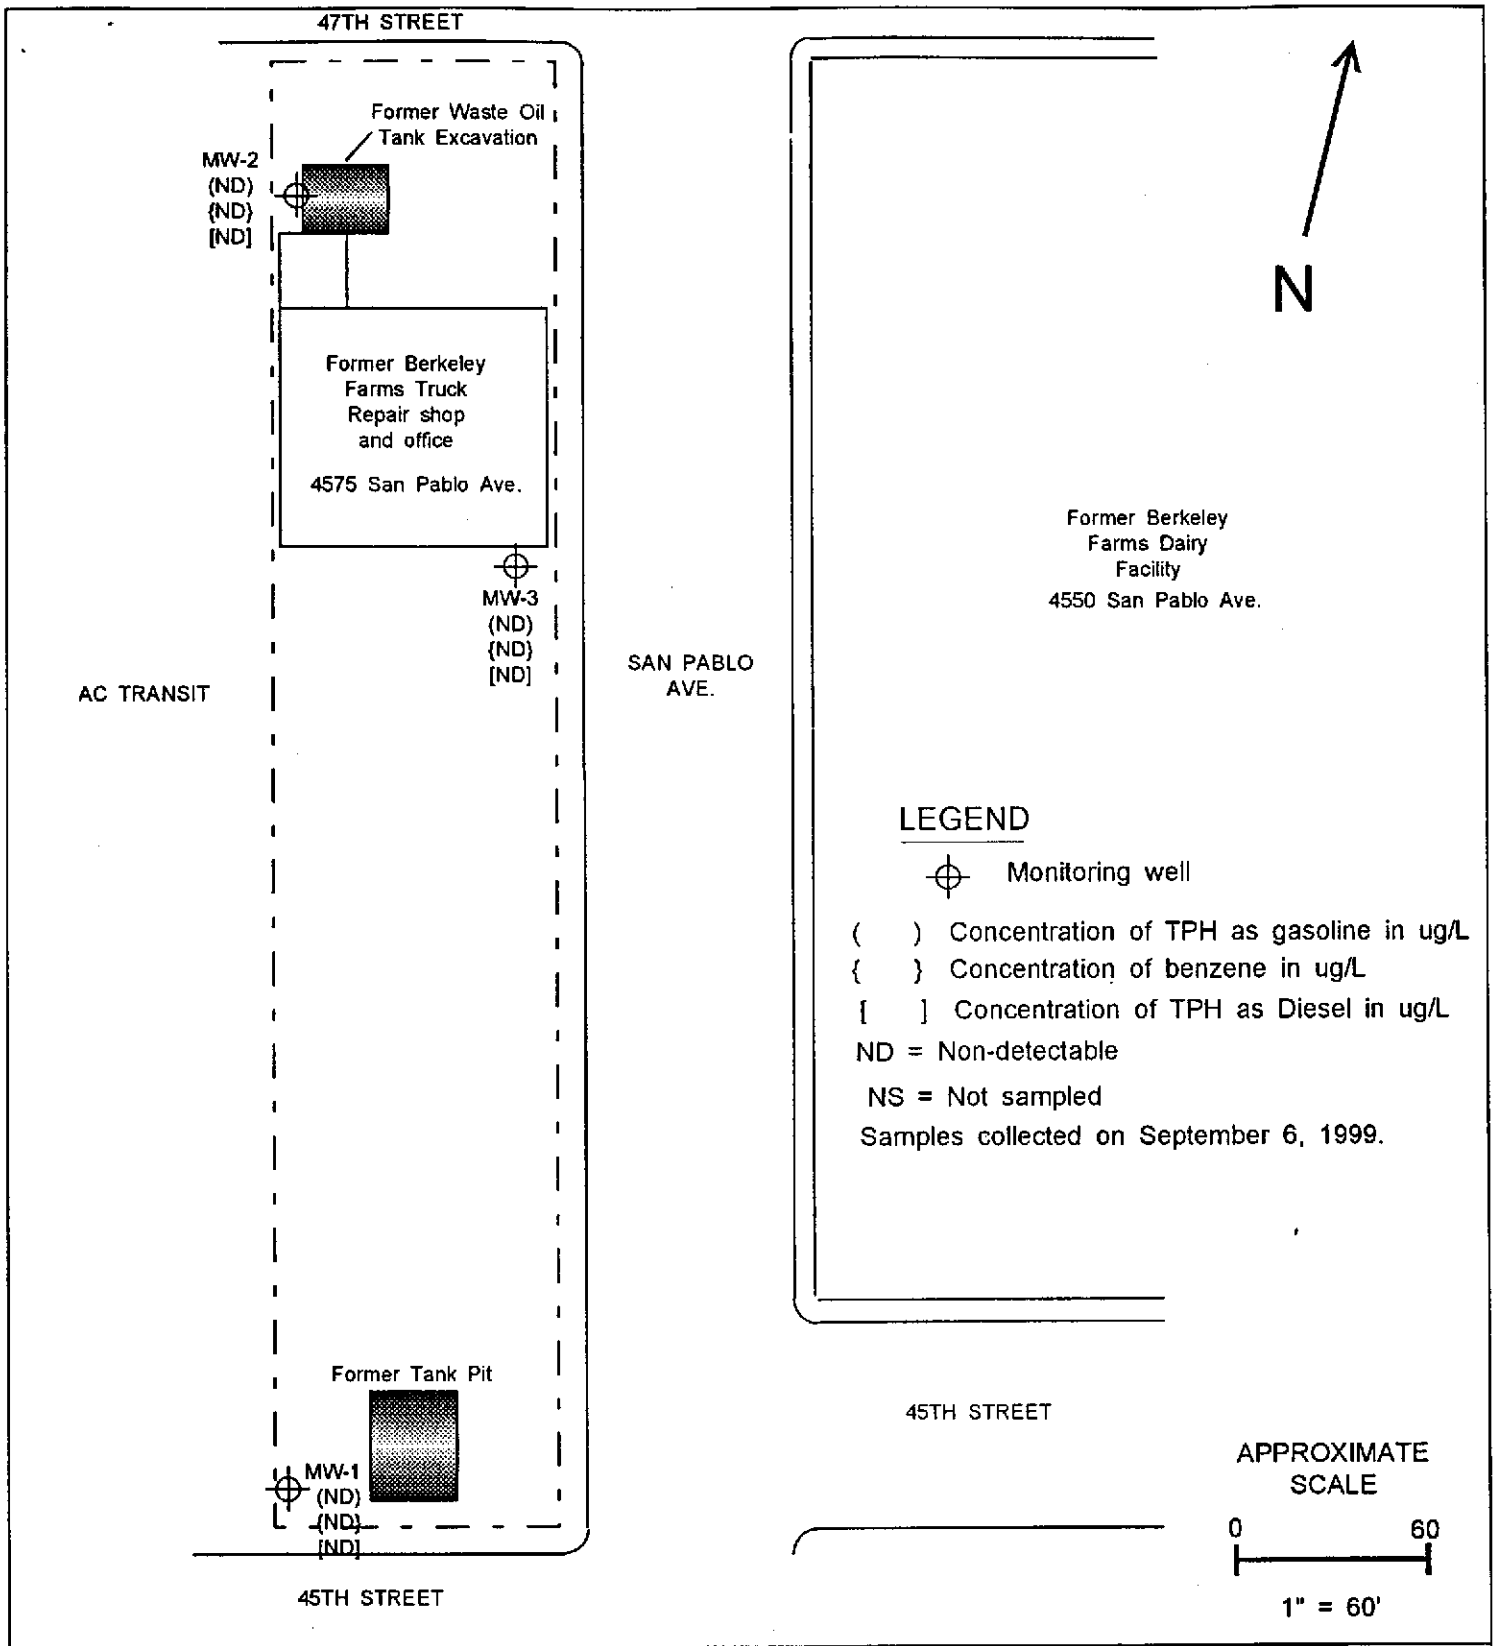 47TH STREET
Former Waste Oil
Tank Excavation
MW-2
(ND)
{ND}
[ND]
N
Former Berkeley
Farms Truck
Repair shop
and office
4575 San Pablo Ave.
MW-3
(ND)
{ND}
[ND]
AC TRANSIT
SAN PABLO
AVE.
Former Berkeley
Farms Dairy
Facility
4550 San Pablo Ave.
LEGEND
Monitoring well
( ) Concentration of TPH as gasoline in ug/L
{ } Concentration of benzene in ug/L
[ ] Concentration of TPH as Diesel in ug/L
ND = Non-detectable
NS = Not sampled
Samples collected on September 6, 1999.
Former Tank Pit
MW-1
(ND)
{ND}
[ND]
45TH STREET
45TH STREET
APPROXIMATE
SCALE
0 60
1" = 60'